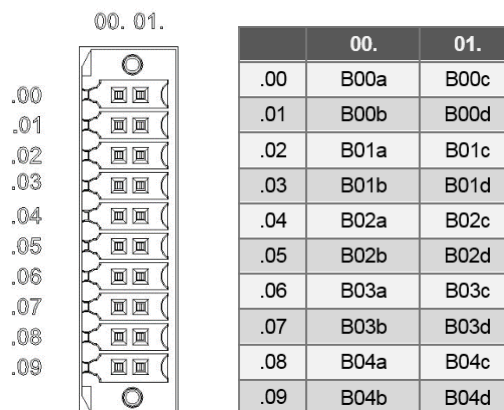 00. 01.
.00
.01
.02
.03
.04
.05
.06
.07
.08
.09
00. 01.
.00 B00a B00c
.01 B00b B00d
.02 B01a B01c
.03 B01b B01d
.04 B02a B02c
.05 B02b B02d
.06 B03a B03c
.07 B03b B03d
.08 B04a B04c
.09 B04b B04d